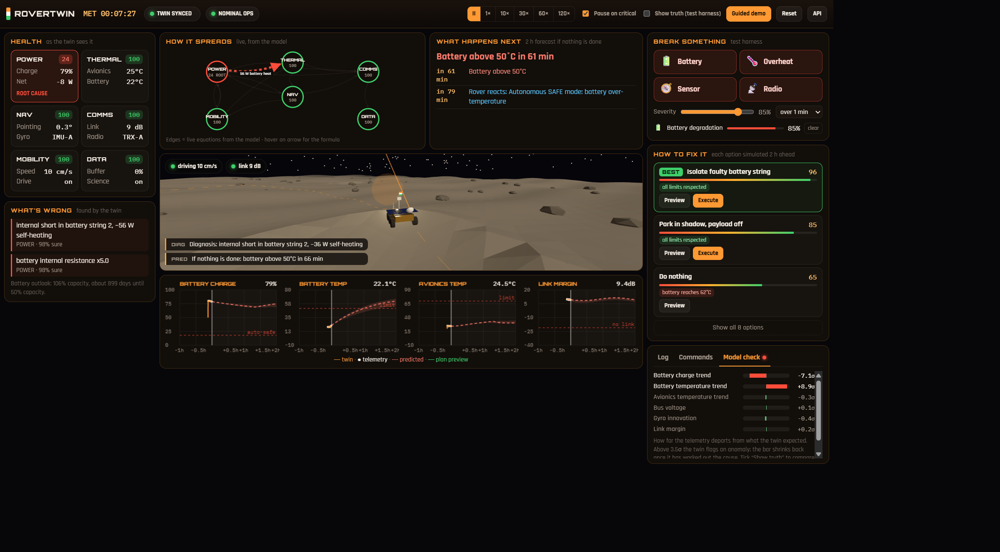 ROVERTWIN MET 00:07:27 TWIN SYNCED NOMINAL OPS
II 1× 10× 30× 60× 120× Pause on critical Show truth (test harness) Guided demo Reset API
HEALTH as the twin sees it
POWER 24
Charge 79%
Net -8 W
ROOT CAUSE
THERMAL 100
Avionics 25°C
Battery 22°C
NAV 100
Pointing 0.3°
Gyro IMU-A
COMMS 100
Link 9 dB
Radio TRX-A
MOBILITY 100
Speed 10 cm/s
Drive on
DATA 100
Buffer 0%
Science on
WHAT'S WRONG found by the twin
internal short in battery string 2, ~56 W
self-heating
POWER · 98% sure
battery internal resistance x5.0
POWER · 98% sure
Battery outlook: 106% capacity, about 899 days until
50% capacity.
HOW IT SPREADS live, from the model
POWER
24 ROOT
56 W battery heat
THERMAL
100
COMMS
100
NAV
100
MOBILITY
100
DATA
100
Edges = live equations from the model · hover an arrow for the formula
WHAT HAPPENS NEXT 2 h forecast if nothing is done
Battery above 50°C in 61 min
in 61
min
Battery above 50°C
in 79
min
Rover reacts: Autonomous SAFE mode: battery over-
temperature
driving 10 cm/s link 9 dB
DIAG Diagnosis: internal short in battery string 2, ~36 W self-heating
PRED If nothing is done: battery above 50°C in 66 min
BATTERY CHARGE 79%
100
75
50
25
0
auto-safe
-1h -0.5h +0.5h +1h +1.5h +2h
BATTERY TEMP 22.1°C
80
58
35
13
-10
limit
-1h -0.5h +0.5h +1h +1.5h +2h
AVIONICS TEMP 24.5°C
90
65
40
15
-10
limit
-1h -0.5h +0.5h +1h +1.5h +2h
LINK MARGIN 9.4dB
20
5
-10
-25
-40
no link
-1h -0.5h +0.5h +1h +1.5h +2h
— twin · ● telemetry · --- predicted · — plan preview
BREAK SOMETHING test harness
Battery
Overheat
Sensor
Radio
Severity 85% over 1 min
Battery degradation 85% clear
HOW TO FIX IT each option simulated 2 h ahead
BEST Isolate faulty battery string 96
all limits respected
Preview Execute
Park in shadow, payload off 85
all limits respected
Preview Execute
Do nothing 65
battery reaches 62°C
Preview
Show all 8 options
Log Commands Model check
Battery charge trend -7.1σ
Battery temperature trend +8.9σ
Avionics temperature trend -0.3σ
Bus voltage +0.1σ
Gyro innovation -0.4σ
Link margin +0.2σ
How far the telemetry departs from what the twin expected.
Above 3.5σ the twin flags an anomaly; the bar shrinks back
once it has worked out the cause. Tick “Show truth” to compare